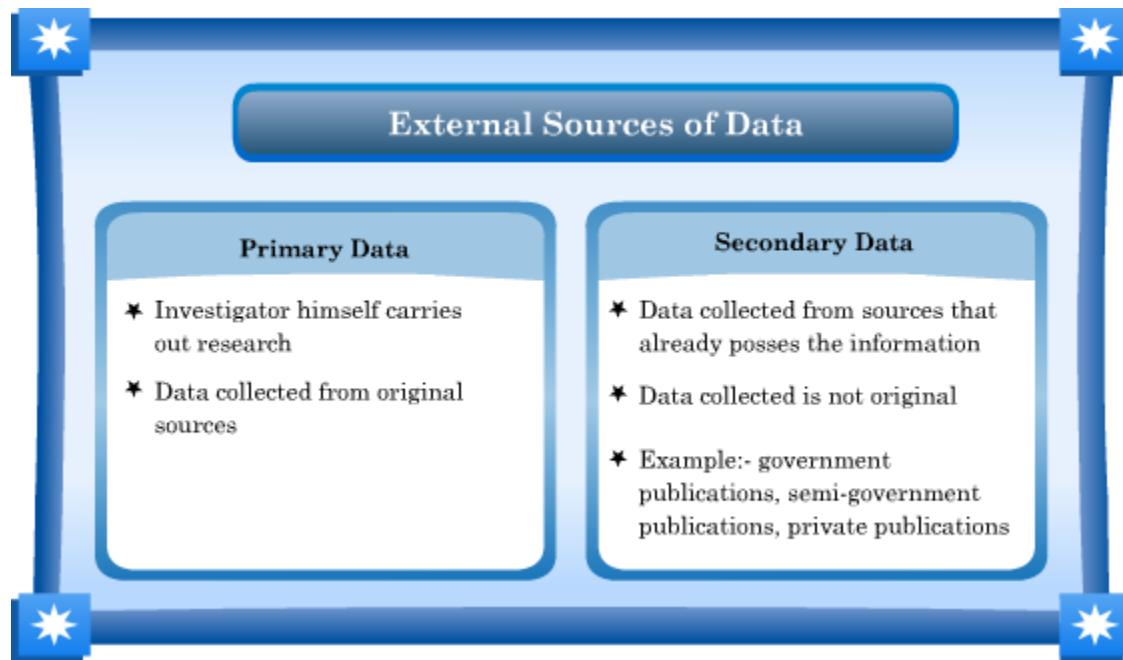 External Sources of Data
Primary Data
Investigator himself carries
out research
Data collected from original
sources
Secondary Data
Data collected from sources that
already posses the information
Data collected is not original
Example:- government
publications, semi-government
publications, private publications